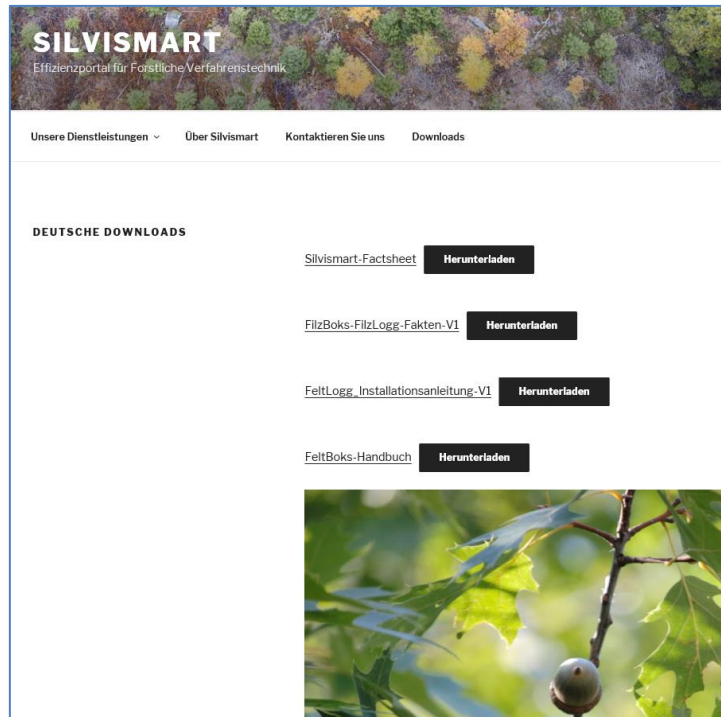 SILVISMART
Effizienzportal für Forstliche Verfahrenstechnik
Unsere Dienstleistungen
Über Silvismart
Kontaktieren Sie uns
Downloads
DEUTSCHE DOWNLOADS
Silvismart-Factsheet Herunterladen
FilzBoks-FilzLogg-Fakten-V1 Herunterladen
FeltLogg_Installationsanleitung-V1 Herunterladen
FeltBoks-Handbuch Herunterladen